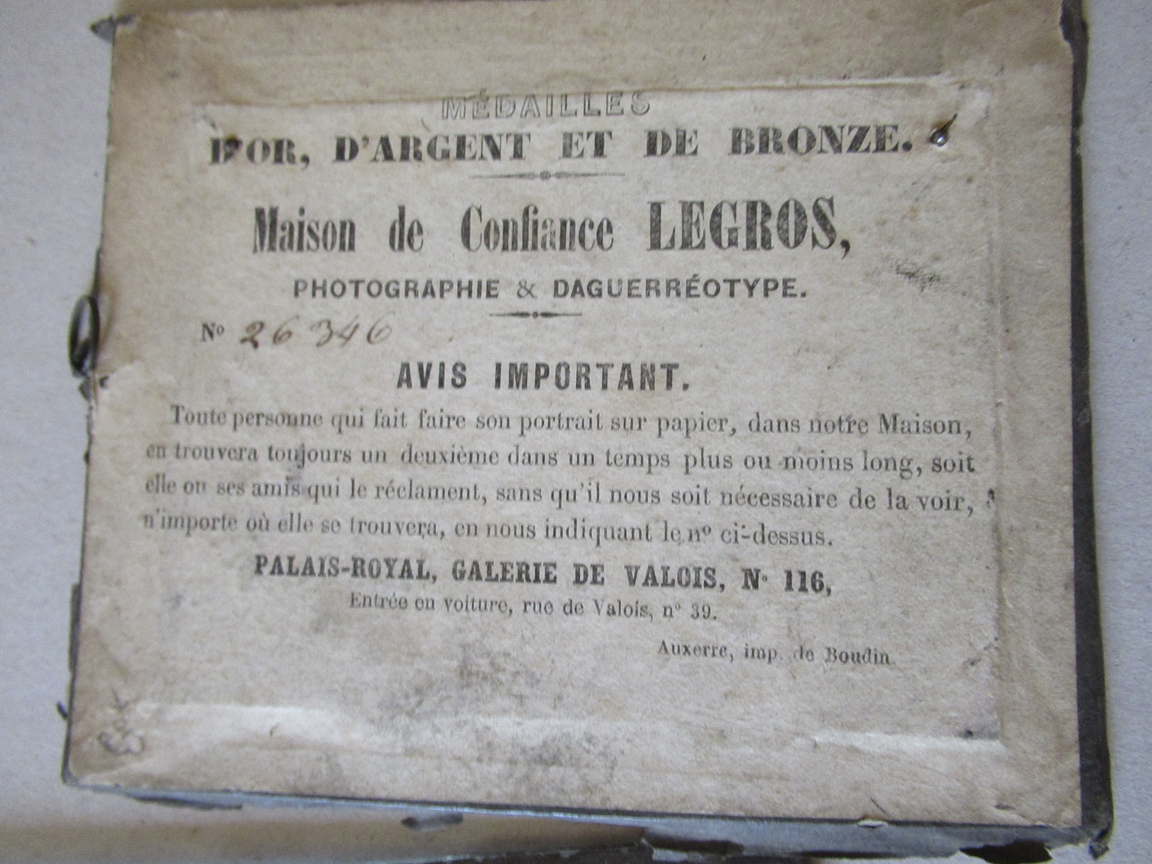 MÉDAILLES
D'OR, D'ARGENT ET DE BRONZE.
Maison de Confiance LEGROS,
PHOTOGRAPHIE & DAGUERRÉOTYPE.
Nº 26346
AVIS IMPORTANT.
Toute personne qui fait faire son portrait sur papier, dans notre Maison,
en trouvera toujours un deuxième dans un temps plus ou moins long, soit
elle ou ses amis qui le réclament, sans qu'il nous soit nécessaire de la voir,
n'importe où elle se trouvera, en nous indiquant le nº ci-dessus.
PALAIS-ROYAL, GALERIE DE VALOIS, Nº 116,
Entrée en voiture, rue de Valois, nº 39.
Auxerre, imp. de Boudin.